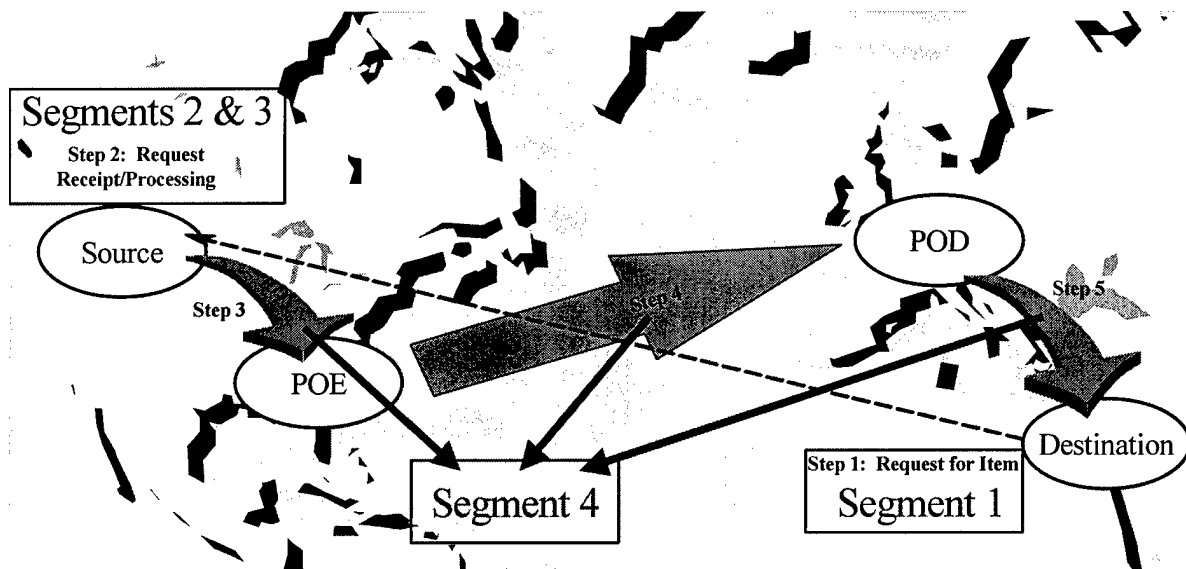 Segments 2 & 3
Step 2: Request
Receipt/Processing
Source
Step 3
POE
Step 4
POD
Step 5
Destination
Step 1: Request for Item
Segment 1
Segment 4